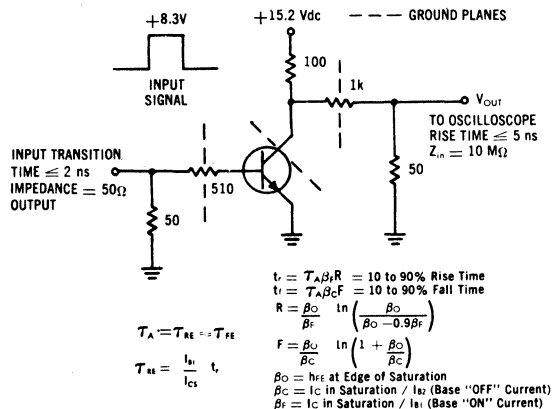 +8.3V
INPUT
SIGNAL
+15.2 Vdc
— — — GROUND PLANES
100
1k
V_OUT
TO OSCILLOSCOPE
RISE TIME ≤ 5 ns
Z_in = 10 MΩ
50
INPUT TRANSITION
TIME ≤ 2 ns
IMPEDANCE = 50Ω
OUTPUT
510
50
t_r = τ_A β_F R = 10 to 90% Rise Time
t_f = τ_A β_C F = 10 to 90% Fall Time
R = β_O / β_F ln (β_O / (β_O − 0.9β_F))
F = β_O / β_C ln (1 + β_O / β_C)
τ_A = τ_RE = τ_FE
τ_RE = I_B1 / I_CS t_r
β_O = h_FE at Edge of Saturation
β_C = I_C in Saturation / I_B2 (Base "OFF" Current)
β_F = I_C in Saturation / I_B1 (Base "ON" Current)